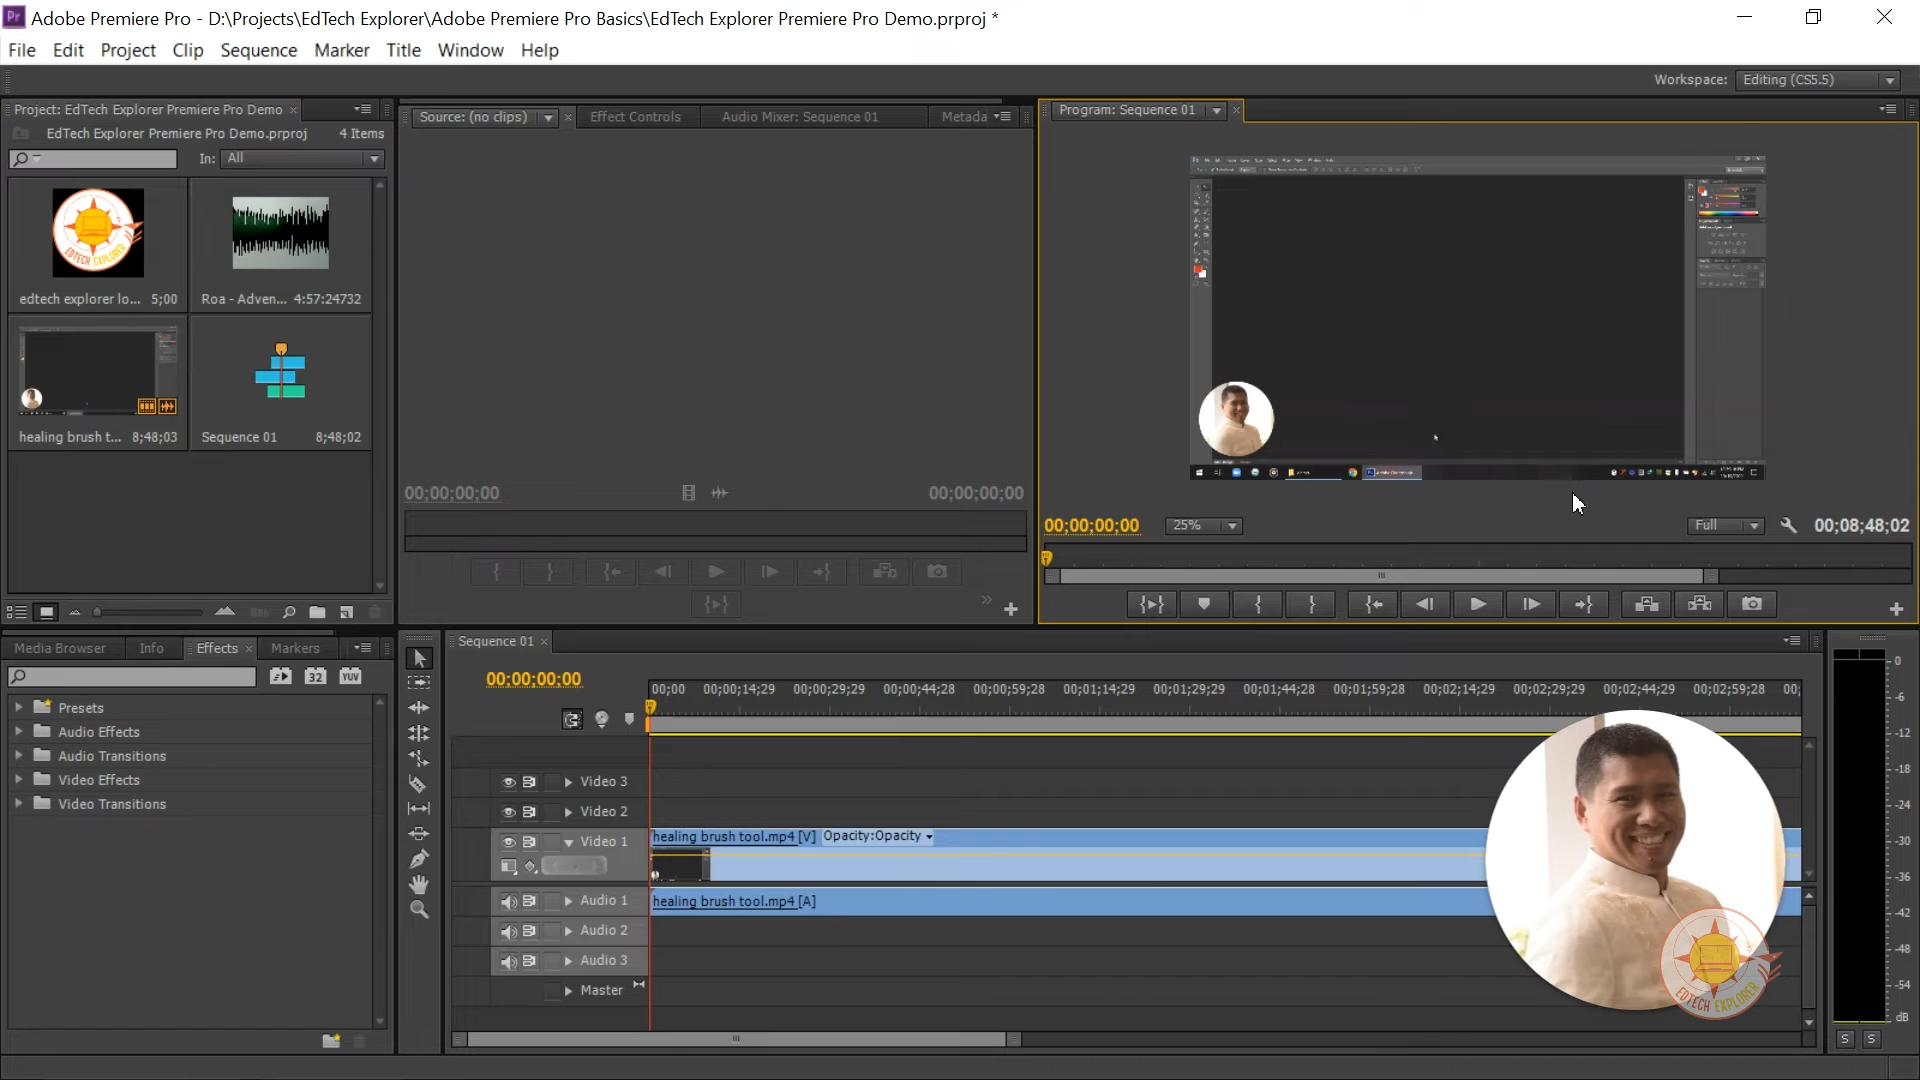 Adobe Premiere Pro - D:\Projects\EdTech Explorer\Adobe Premiere Pro Basics\EdTech Explorer Premiere Pro Demo.prproj *
File Edit Project Clip Sequence Marker Title Window Help
Workspace: Editing (CS5.5)
Project: EdTech Explorer Premiere Pro Demo
EdTech Explorer Premiere Pro Demo.prproj 4 Items
In: All
EDTECH EXPLORER
edtech explorer lo... 5;00
Roa - Adven... 4:57:24732
healing brush t... 8;48;03
Sequence 01 8;48;02
Source: (no clips) Effect Controls Audio Mixer: Sequence 01 Metada
00;00;00;00 00;00;00;00
Program: Sequence 01
00;00;00;00 25% Full 00;08;48;02
Media Browser Info Effects Markers
32 YUV
Presets
Audio Effects
Audio Transitions
Video Effects
Video Transitions
Sequence 01
00;00;00;00
00;00 00;00;14;29 00;00;29;29 00;00;44;28 00;00;59;28 00;01;14;29 00;01;29;29 00;01;44;28 00;01;59;28 00;02;14;29 00;02;29;29 00;02;44;29 00;02;59;28 00;
Video 3
Video 2
Video 1
healing brush tool.mp4 [V] Opacity:Opacity
Audio 1
healing brush tool.mp4 [A]
Audio 2
Audio 3
Master
EDTECH EXPLORER
0
-6
-12
-18
-24
-30
-36
-42
-48
-54
dB
S S